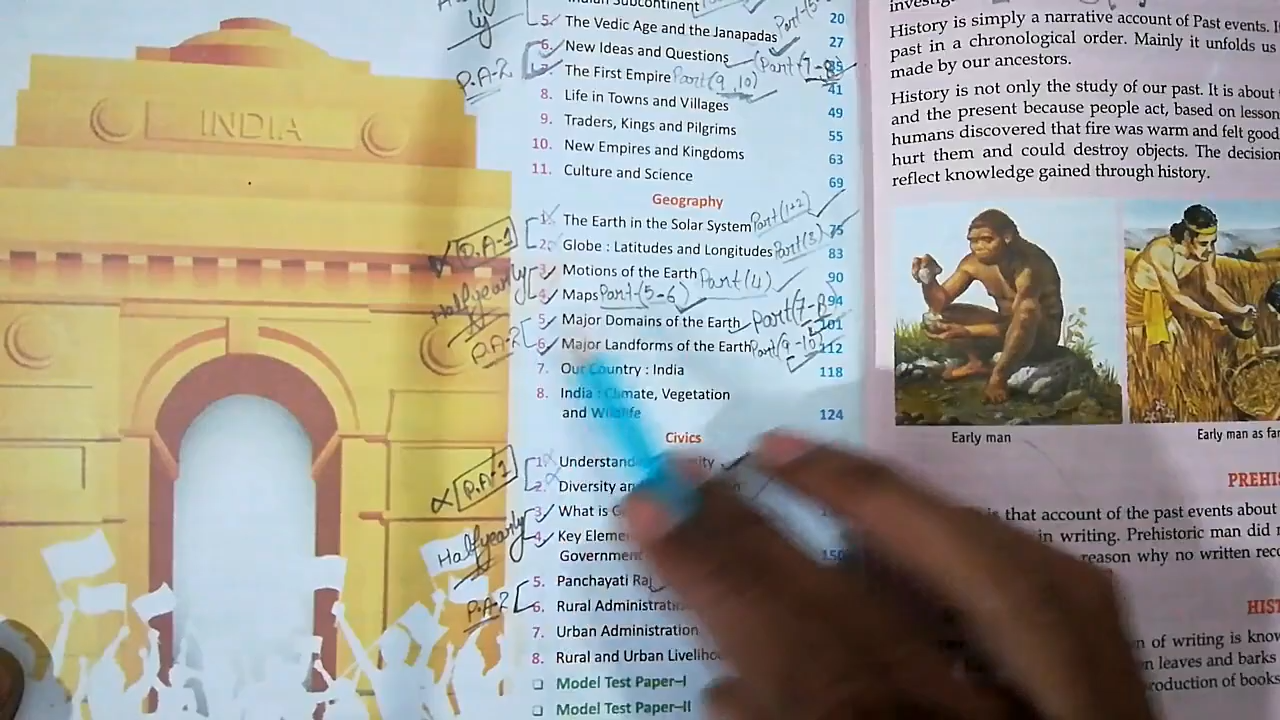 INDIA
Subcontinent
5. The Vedic Age and the Janapadas 20
6. New Ideas and Questions Part(7-8) 27
P.A-2
35
7. The First Empire Part(9,10) 41
8. Life in Towns and Villages 49
9. Traders, Kings and Pilgrims 55
10. New Empires and Kingdoms 63
11. Culture and Science 69
Geography
P.A-1
1. The Earth in the Solar System Part(1+2) 75
2. Globe : Latitudes and Longitudes Part(3) 83
Halfyearly
3. Motions of the Earth Part(4) 90
4. Maps Part-(5-6) 94
P.A-2
5. Major Domains of the Earth Part(7-8) 101
6. Major Landforms of the Earth Part(9-10) 112
7. Our Country : India 118
8. India : Climate, Vegetation
and Wildlife 124
Civics
P.A-1
1. Understand
2. Diversity an
Halfyearly
3. What is G
4. Key Eleme
Government 150
P.A-2
5. Panchayati Raj
6. Rural Administrati
7. Urban Administration
8. Rural and Urban Liveliho
Model Test Paper–I
Model Test Paper–II
investig
History is simply a narrative account of Past events. I
past in a chronological order. Mainly it unfolds us
made by our ancestors.
History is not only the study of our past. It is about
and the present because people act, based on lesson
humans discovered that fire was warm and felt good
hurt them and could destroy objects. The decision
reflect knowledge gained through history.
Early man
Early man as far
PREHIS
is that account of the past events about
in writing. Prehistoric man did
reason why no written rec
HIST
n of writing is know
n leaves and barks
roduction of books